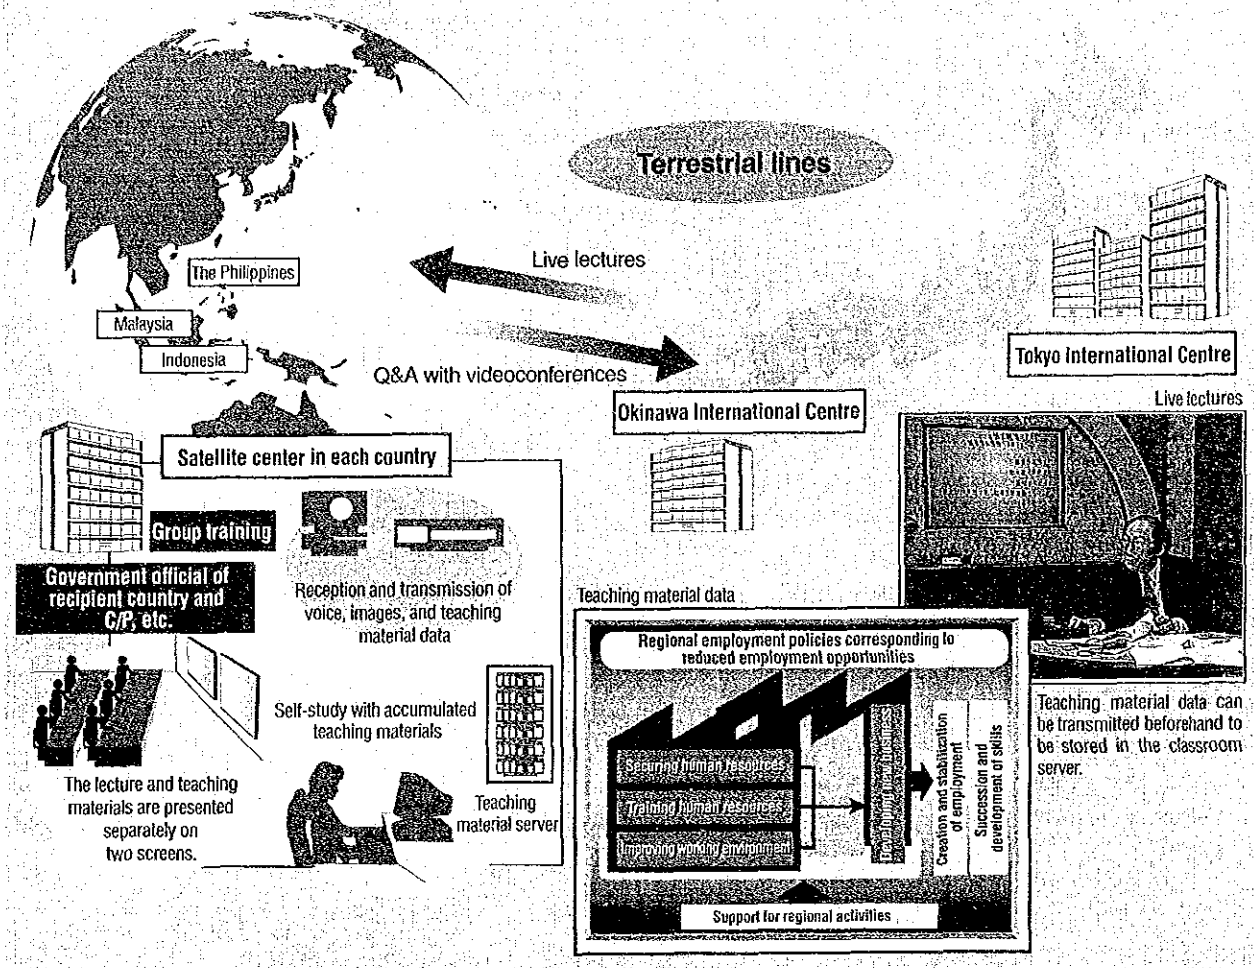 Terrestrial lines
Live lectures
The Philippines
Malaysia
Indonesia
Q&A with videoconferences
Tokyo International Centre
Okinawa International Centre
Live lectures
Satellite center in each country
Group training
Government official of
recipient country and
C/P, etc.
Reception and transmission of
voice, images, and teaching
material data
The lecture and teaching
materials are presented
separately on
two screens.
Self-study with accumulated
teaching materials
Teaching
material server
Teaching material data
Regional employment policies corresponding to
reduced employment opportunities
Securing human resources
Training human resources
Improving working environment
Creation and stabilization
of employment
Succession and
development of skills
Support for regional activities
Teaching material data can
be transmitted beforehand to
be stored in the classroom
server.